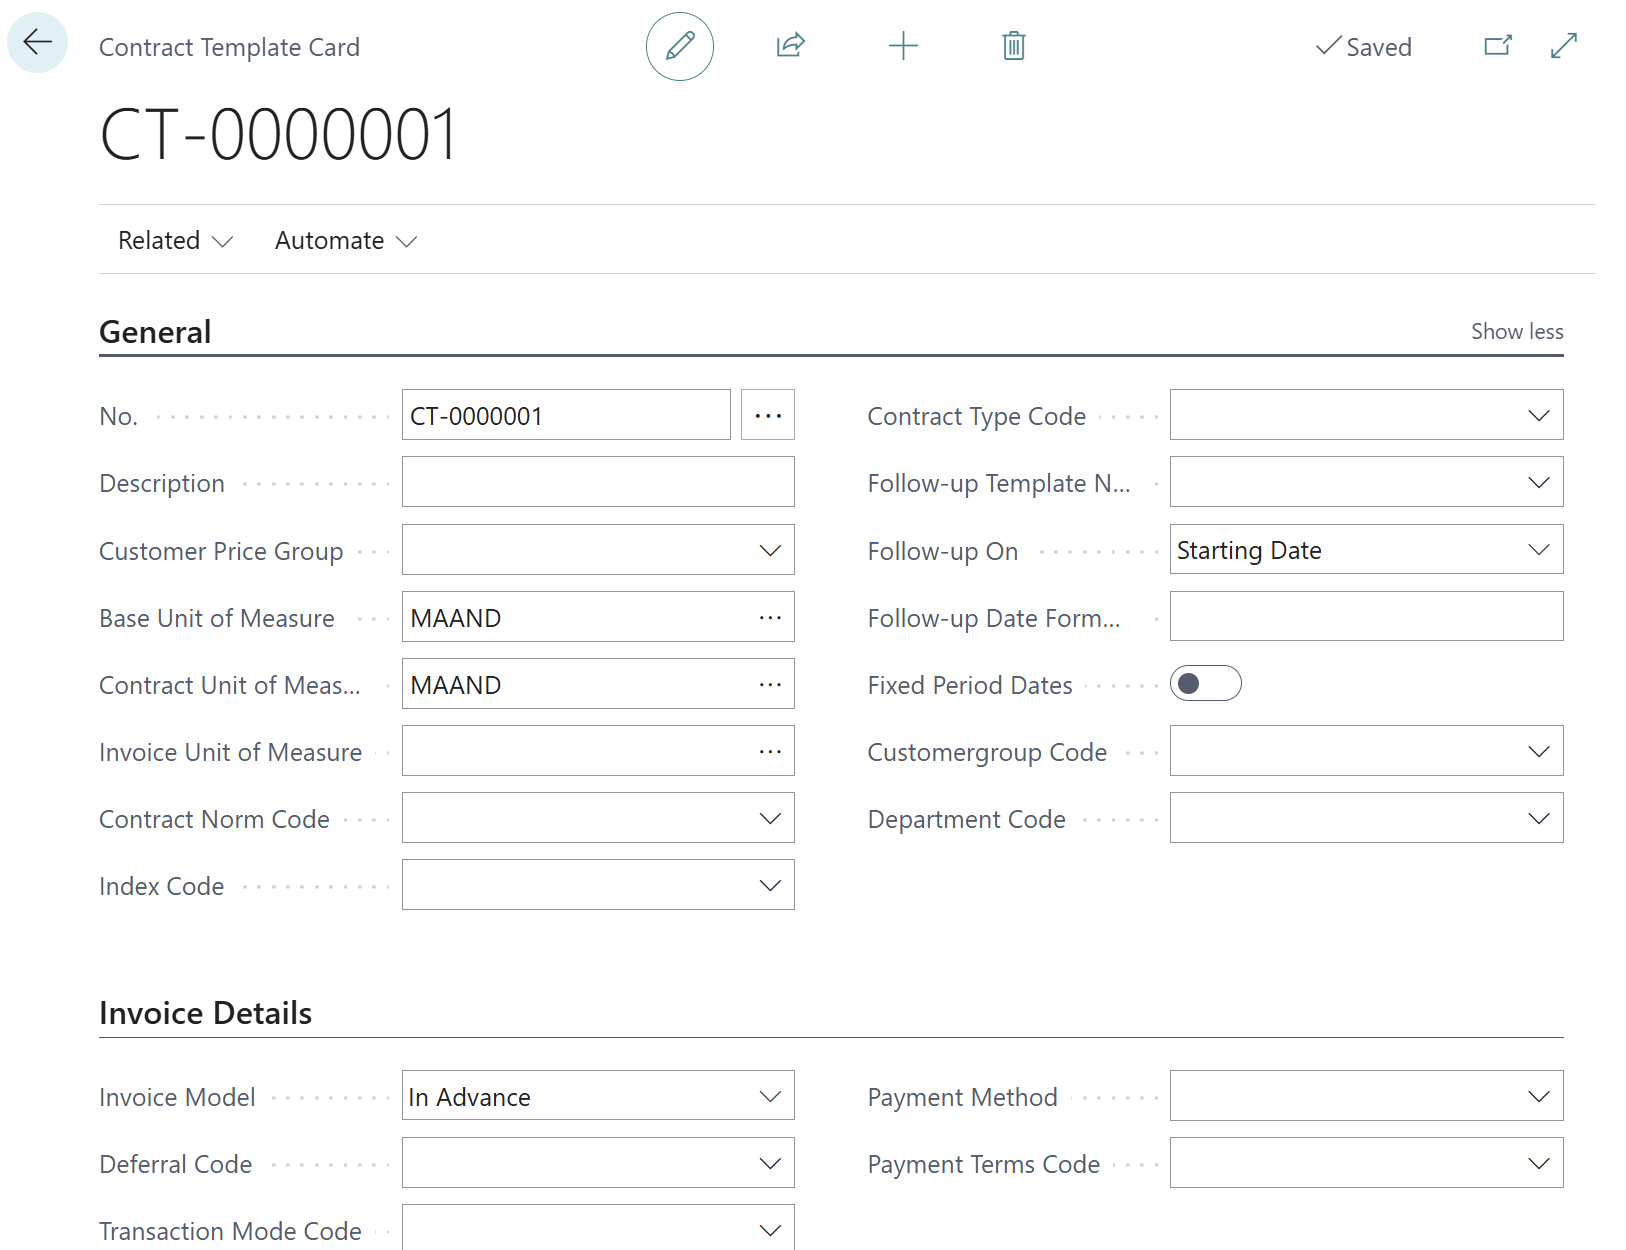 Contract Template Card
Saved
CT-0000001
Related
Automate
General
Show less
No.
CT-0000001
Description
Customer Price Group
Base Unit of Measure
MAAND
Contract Unit of Meas...
MAAND
Invoice Unit of Measure
Contract Norm Code
Index Code
Contract Type Code
Follow-up Template N...
Follow-up On
Starting Date
Follow-up Date Form...
Fixed Period Dates
Customergroup Code
Department Code
Invoice Details
Invoice Model
In Advance
Deferral Code
Transaction Mode Code
Payment Method
Payment Terms Code